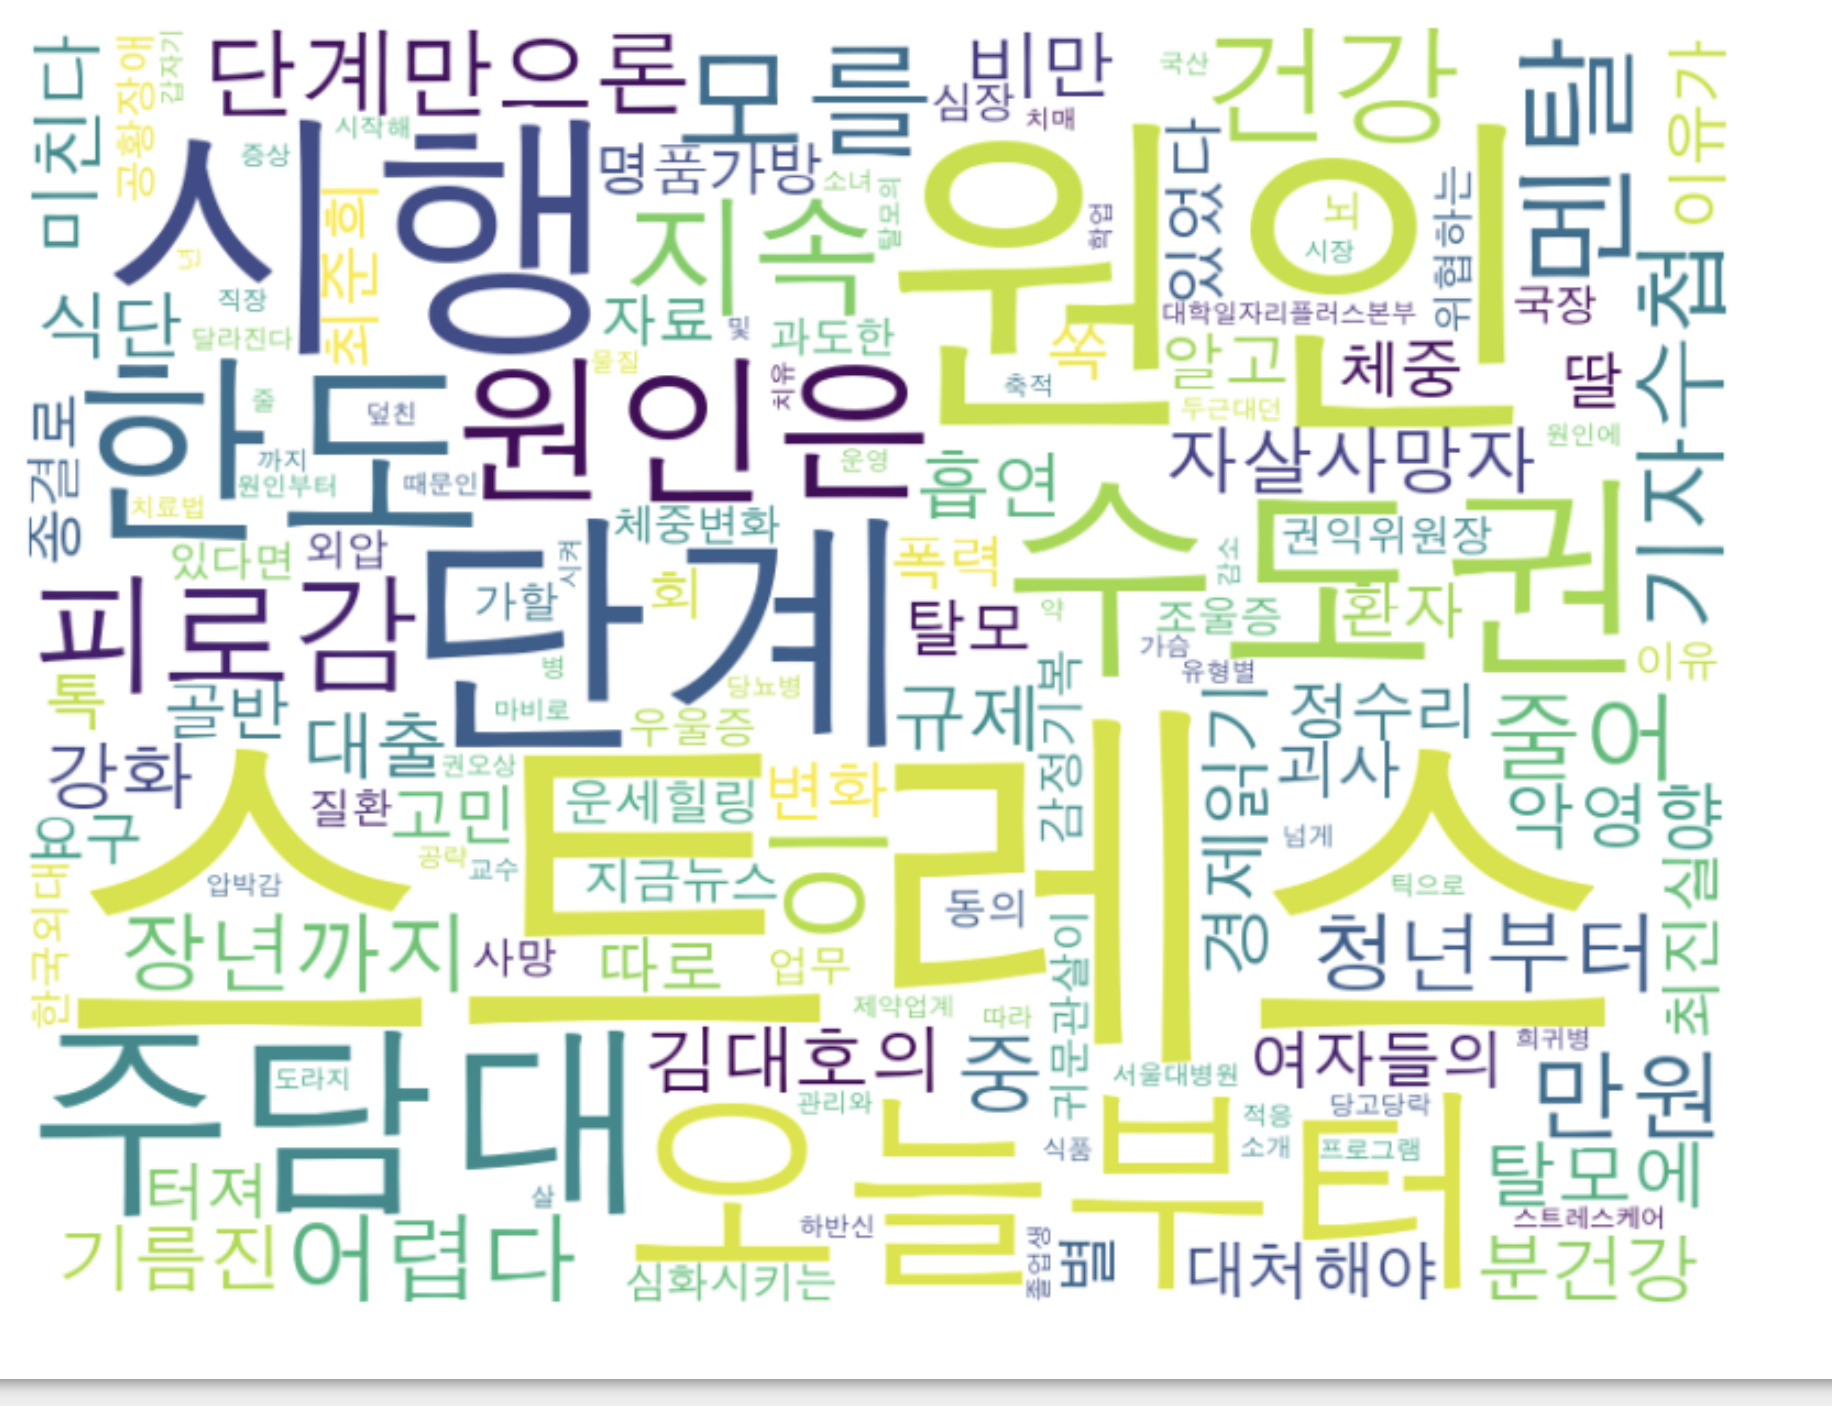 미친다
공황장애
갑자기
단계만으론
모를
비만
심장
치매
국산
건강
멘탈
이유가
증상
시작해
시행
최준희
명품가방
소녀
탈모의
지속
원인
학업
있었다
뇌
시장
위협하는
년
식단
직장
달라진다
자료
및
과도한
쏙
대학일자리플러스본부
국장
기자수첩
한도
줄
덮친
원인은
물질
치유
축적
알고
두근대던
체중
딸
원인에
종결로
까지
원인부터
치료법
때문인
운영
흡연
자살사망자
수도권
권익위원장
있다면
외압
시켜
체중변화
폭력
감소
환자
피로감
단계
가할
회
탈모
약
조울증
가슴
유형별
이유
병
톡
골반
마비로
당뇨병
우울증
규제
감정기복
경제읽기
정수리
줄어
강화
대출
권오상
괴사
스트레스
질환
고민
운세힐링
변화
넘게
악영향
요구
공략
교수
지금뉴스
응
동의
압박감
틱으로
한국외대
장년까지
사망
따로
업무
귀문관살이
청년부터
최진실
제약업계
따라
주담대
도라지
김대호의
중
서울대병원
여자들의
희귀병
만원
관리와
오늘부터
식품
적응
소개
당고당락
프로그램
탈모에
터져
살
하반신
졸업생
별
스트레스케어
기름진
어렵다
심화시키는
대처해야
분건강